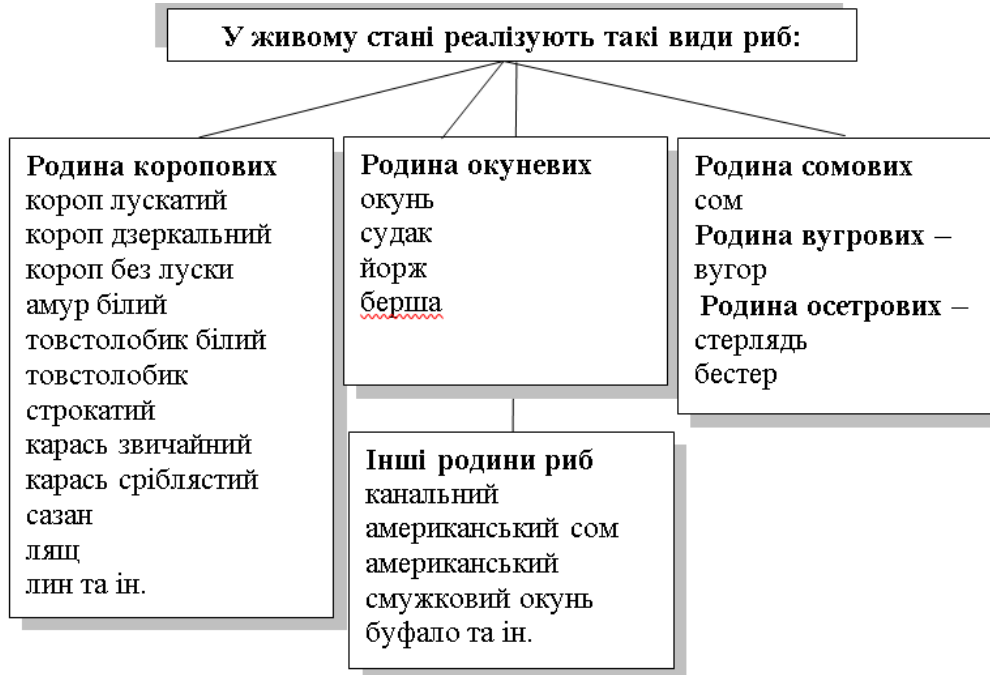 У живому стані реалізують такі види риб:
Родина коропових
короп лускатий
короп дзеркальний
короп без луски
амур білий
товстолобик білий
товстолобик
строкатий
карась звичайний
карась сріблястий
сазан
лящ
лин та ін.
Родина окуневих
окунь
судак
йорж
берша
Інші родини риб
канальний
американський сом
американський
смужковий окунь
буфало та ін.
Родина сомових
сом
Родина вугрових –
вугор
Родина осетрових –
стерлядь
бестер